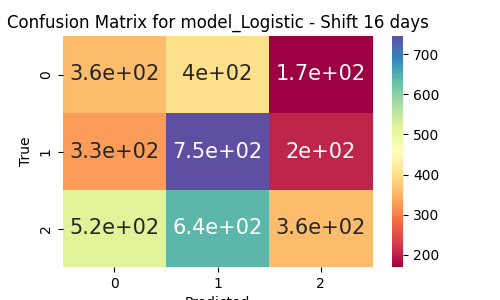 Confusion Matrix for model_Logistic - Shift 16 days
0 3.6e+02 4e+02 1.7e+02
1 3.3e+02 7.5e+02 2e+02
2 5.2e+02 6.4e+02 3.6e+02
True
0 1 2
Predicted
700
600
500
400
300
200